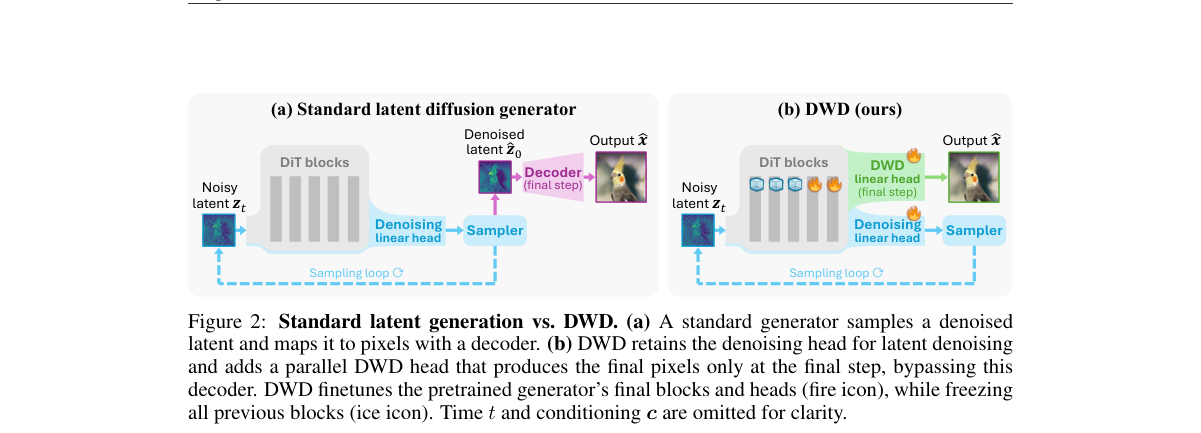 (a) Standard latent diffusion generator
DiT blocks
Noisy
latent 𝒛ₜ
Denoising
linear head
Sampler
Denoised
latent ẑ₀
Decoder
(final step)
Output x̂
Sampling loop ⟳
(b) DWD (ours)
DiT blocks
Noisy
latent 𝒛ₜ
DWD
linear head
(final step)
Denoising
linear head
Sampler
Output x̂
Sampling loop ⟳
Figure 2: Standard latent generation vs. DWD. (a) A standard generator samples a denoised
latent and maps it to pixels with a decoder. (b) DWD retains the denoising head for latent denoising
and adds a parallel DWD head that produces the final pixels only at the final step, bypassing this
decoder. DWD finetunes the pretrained generator’s final blocks and heads (fire icon), while freezing
all previous blocks (ice icon). Time t and conditioning c are omitted for clarity.